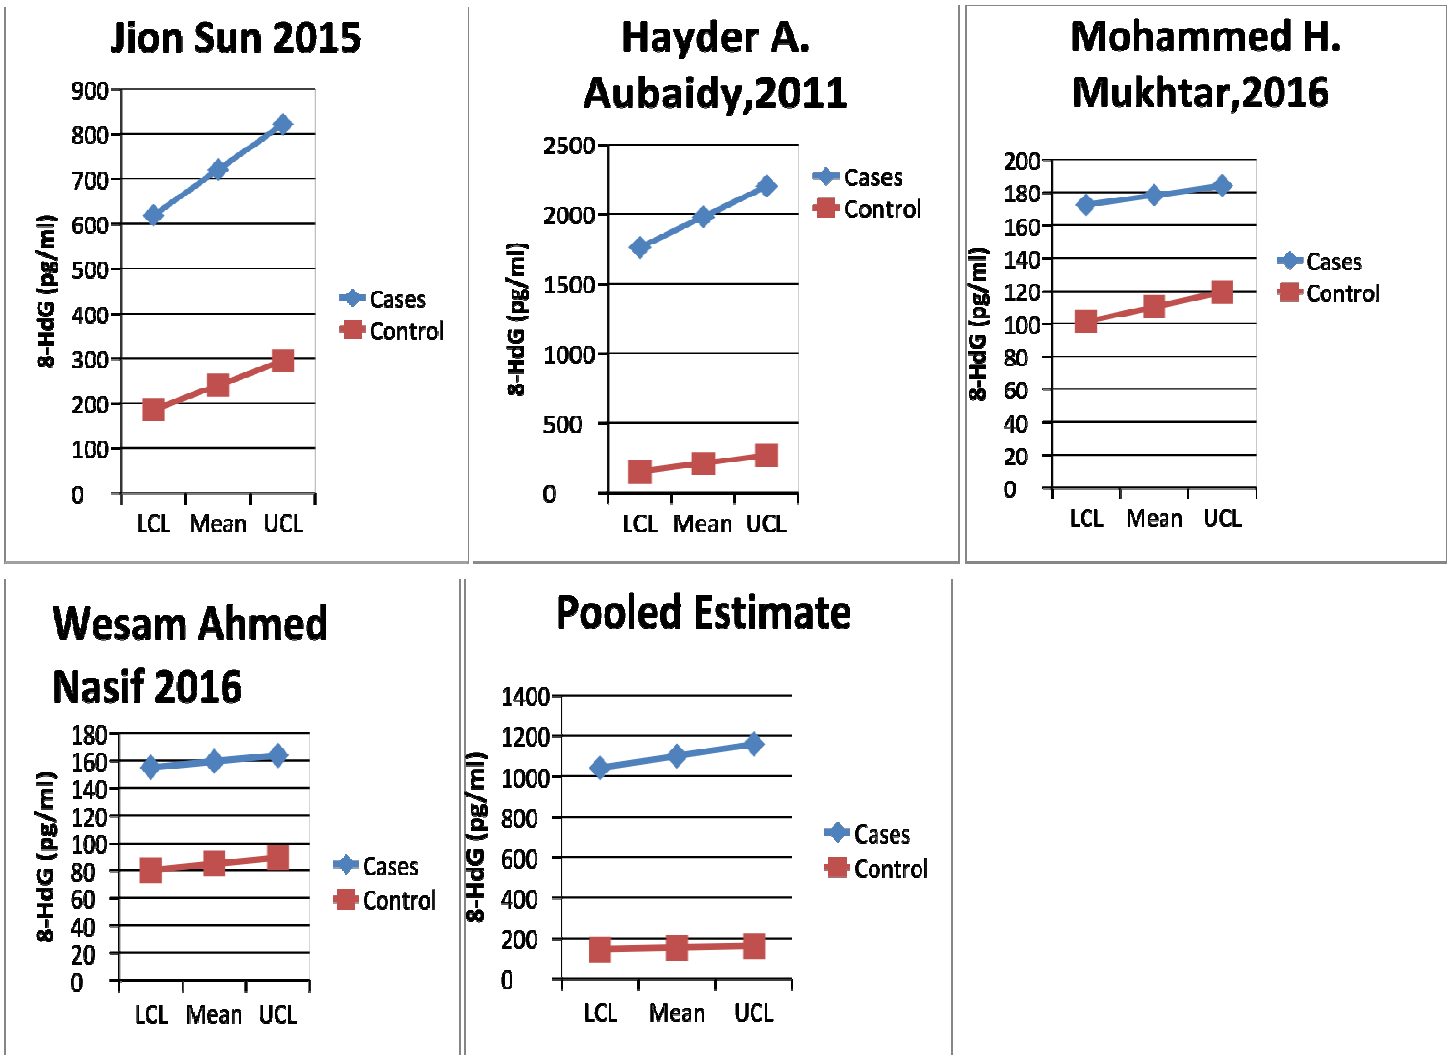 Jion Sun 2015
900
800
700
600
500
400
300
200
100
0
8-HdG (pg/ml)
LCL Mean UCL
Cases
Control
Hayder A.
Aubaidy,2011
2500
2000
1500
1000
500
0
8-HdG (pg/ml)
LCL Mean UCL
Cases
Control
Mohammed H.
Mukhtar,2016
200
180
160
140
120
100
80
60
40
20
0
8-HdG (pg/ml)
LCL Mean UCL
Cases
Control
Wesam Ahmed
Nasif 2016
180
160
140
120
100
80
60
40
20
0
8-HdG (pg/ml)
LCL Mean UCL
Cases
Control
Pooled Estimate
1400
1200
1000
800
600
400
200
0
8-HdG (pg/ml)
LCL Mean UCL
Cases
Control